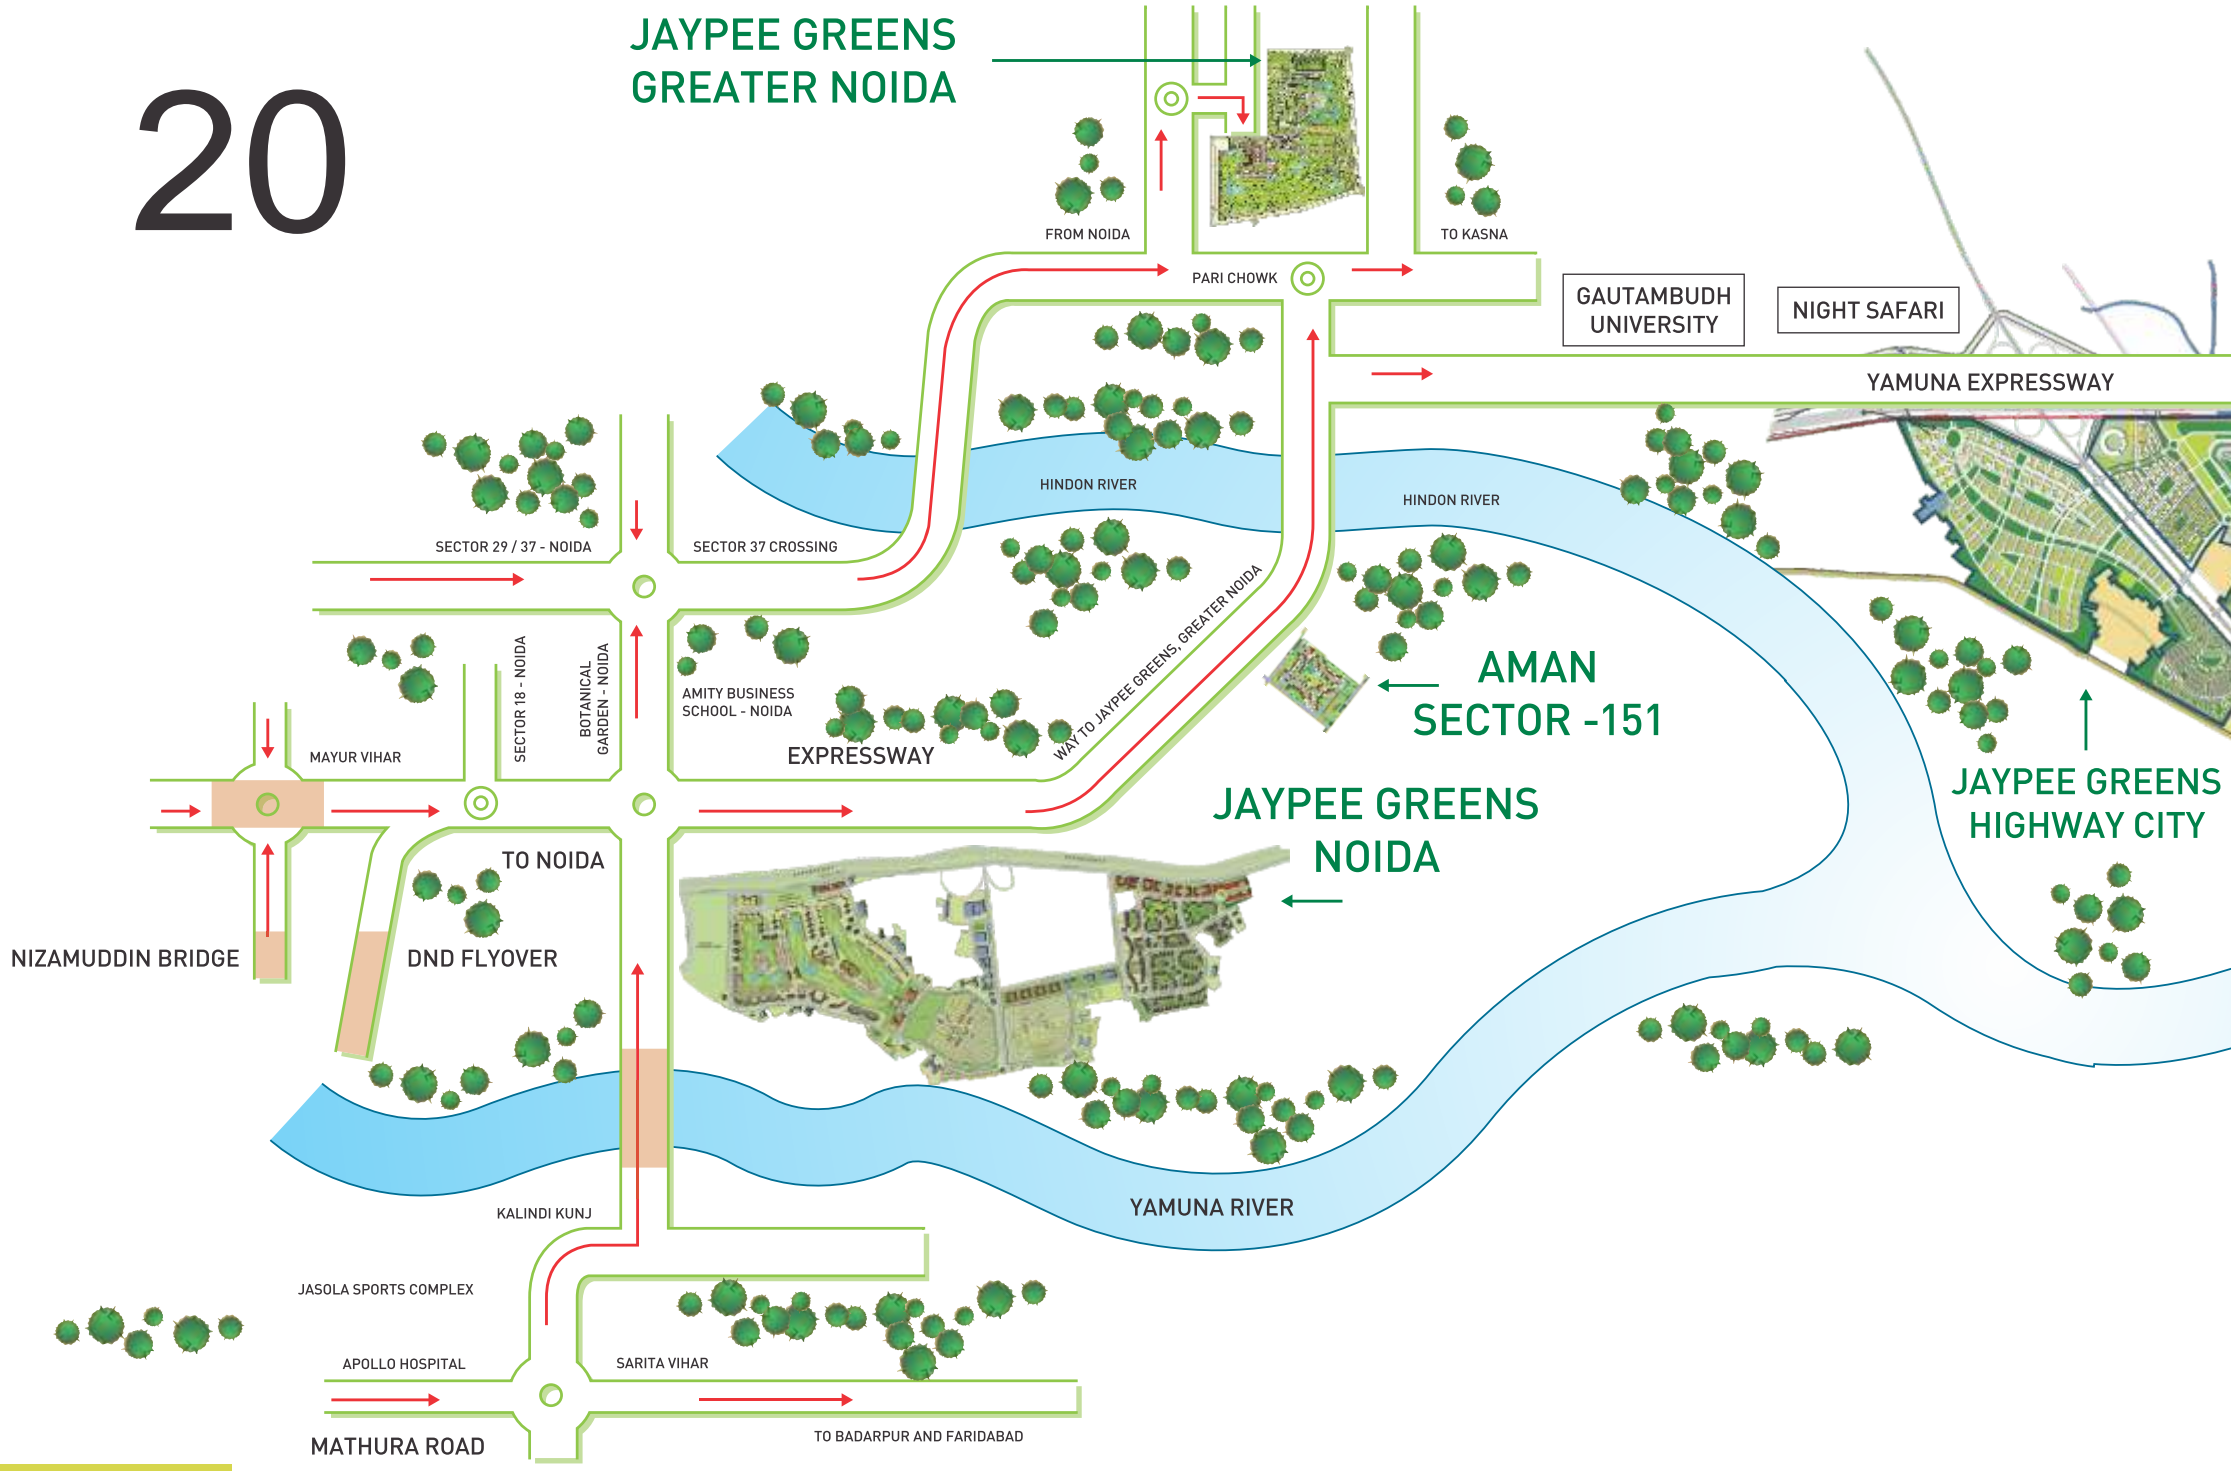 JAYPEE GREENS
GREATER NOIDA
20
FROM NOIDA
TO KASNA
PARI CHOWK
GAUTAMBUDH
UNIVERSITY
NIGHT SAFARI
YAMUNA EXPRESSWAY
HINDON RIVER
HINDON RIVER
SECTOR 29 / 37 - NOIDA
SECTOR 37 CROSSING
WAY TO JAYPEE GREENS, GREATER NOIDA
SECTOR 18 - NOIDA
BOTANICAL
GARDEN - NOIDA
AMITY BUSINESS
SCHOOL - NOIDA
AMAN
SECTOR -151
MAYUR VIHAR
EXPRESSWAY
JAYPEE GREENS
HIGHWAY CITY
JAYPEE GREENS
NOIDA
TO NOIDA
NIZAMUDDIN BRIDGE
DND FLYOVER
YAMUNA RIVER
KALINDI KUNJ
JASOLA SPORTS COMPLEX
APOLLO HOSPITAL
SARITA VIHAR
MATHURA ROAD
TO BADARPUR AND FARIDABAD